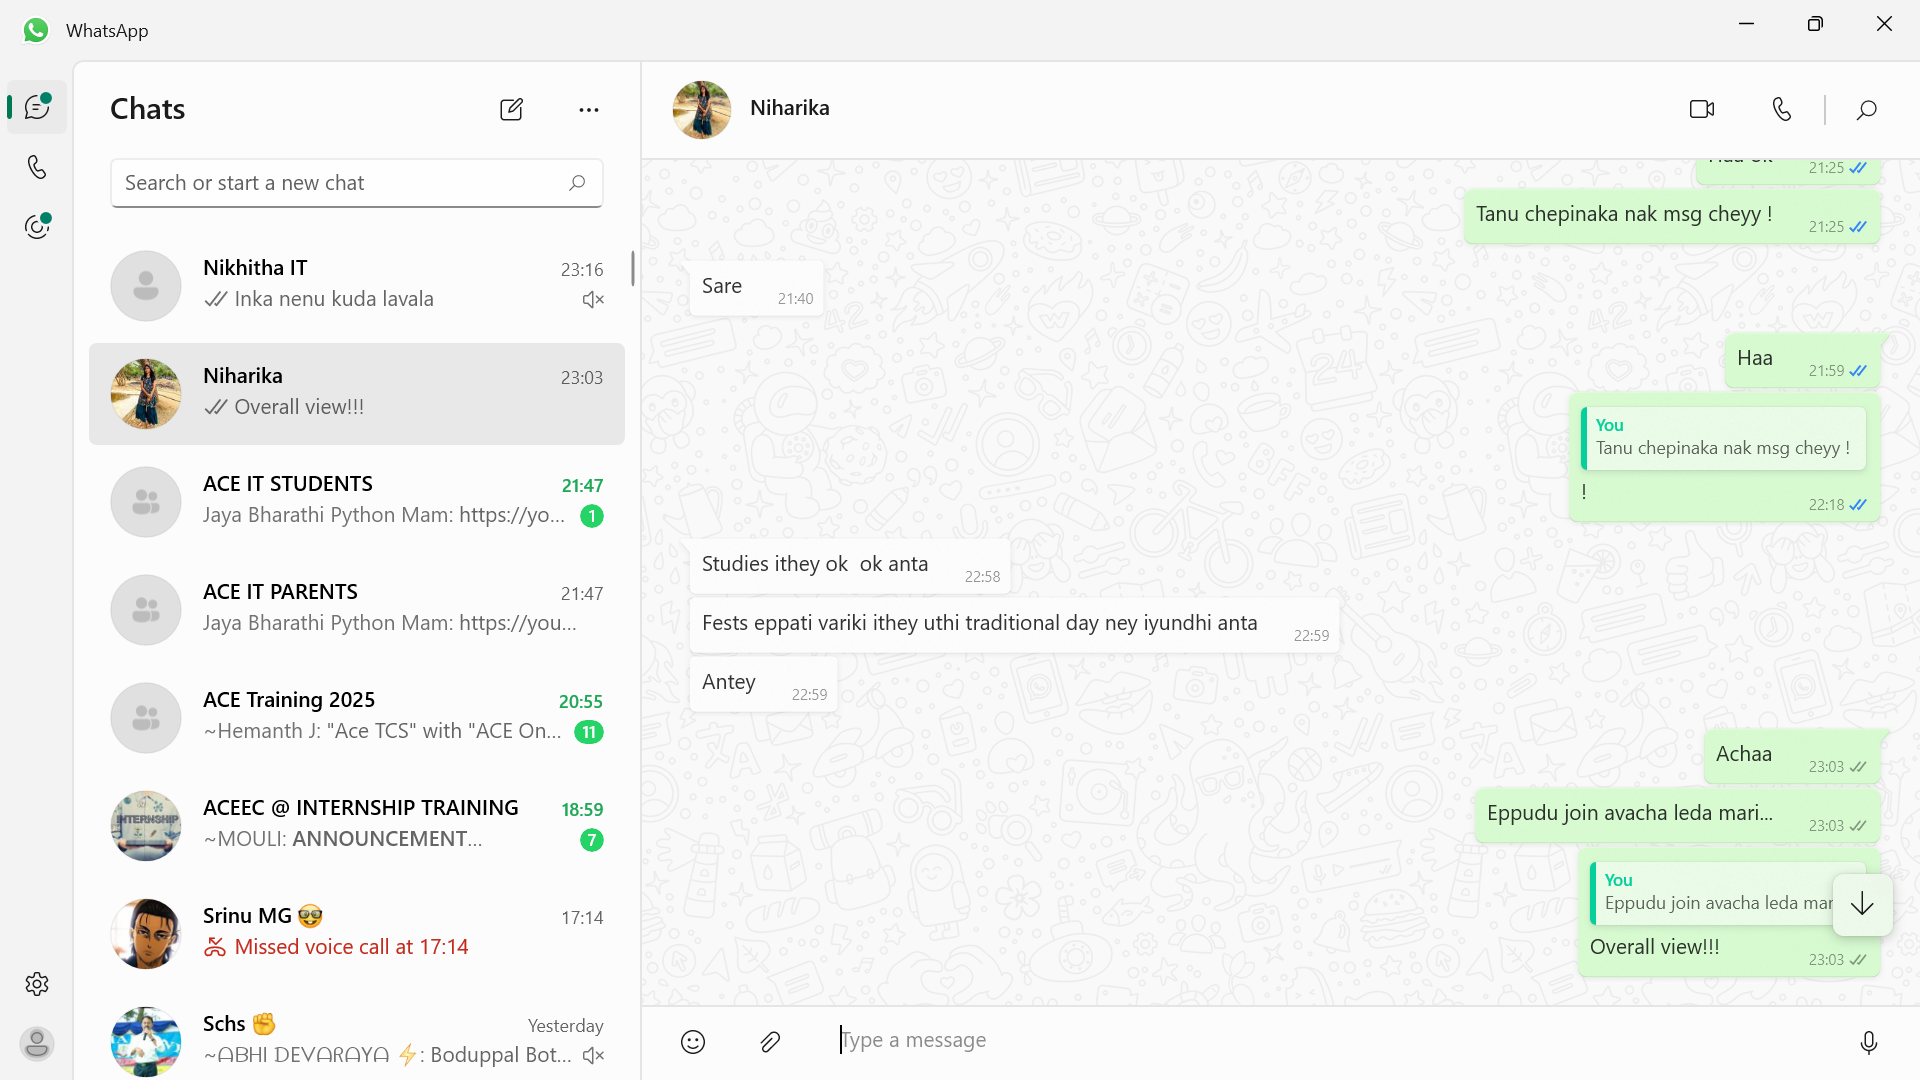 WhatsApp
Chats
Search or start a new chat
Nikhitha IT
23:16
Inka nenu kuda lavala
Niharika
23:03
Overall view!!!
ACE IT STUDENTS
21:47
Jaya Bharathi Python Mam: https://yo...
1
ACE IT PARENTS
21:47
Jaya Bharathi Python Mam: https://you...
ACE Training 2025
20:55
~Hemanth J: "Ace TCS" with "ACE On...
11
INTERNSHIP
ACEEC @ INTERNSHIP TRAINING
18:59
~MOULI: ANNOUNCEMENT...
7
Srinu MG 🤓
17:14
Missed voice call at 17:14
Schs ✊
Yesterday
~ᗩᗷᕼI ᗪEᐯᗩᖇᗩYᗩ ⚡: Boduppal Bot...
Niharika
21:25
Tanu chepinaka nak msg cheyy !
21:25
Sare
21:40
Haa
21:59
You
Tanu chepinaka nak msg cheyy !
!
22:18
Studies ithey ok  ok anta
22:58
Fests eppati variki ithey uthi traditional day ney iyundhi anta
22:59
Antey
22:59
Achaa
23:03
Eppudu join avacha leda mari...
23:03
You
Eppudu join avacha leda mar
Overall view!!!
23:03
Type a message